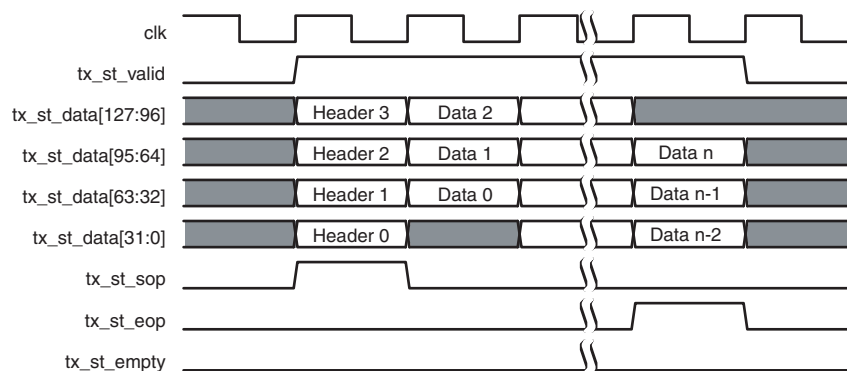 clk
tx_st_valid
tx_st_data[127:96] Header 3 Data 2
tx_st_data[95:64] Header 2 Data 1 Data n
tx_st_data[63:32] Header 1 Data 0 Data n-1
tx_st_data[31:0] Header 0 Data n-2
tx_st_sop
tx_st_eop
tx_st_empty